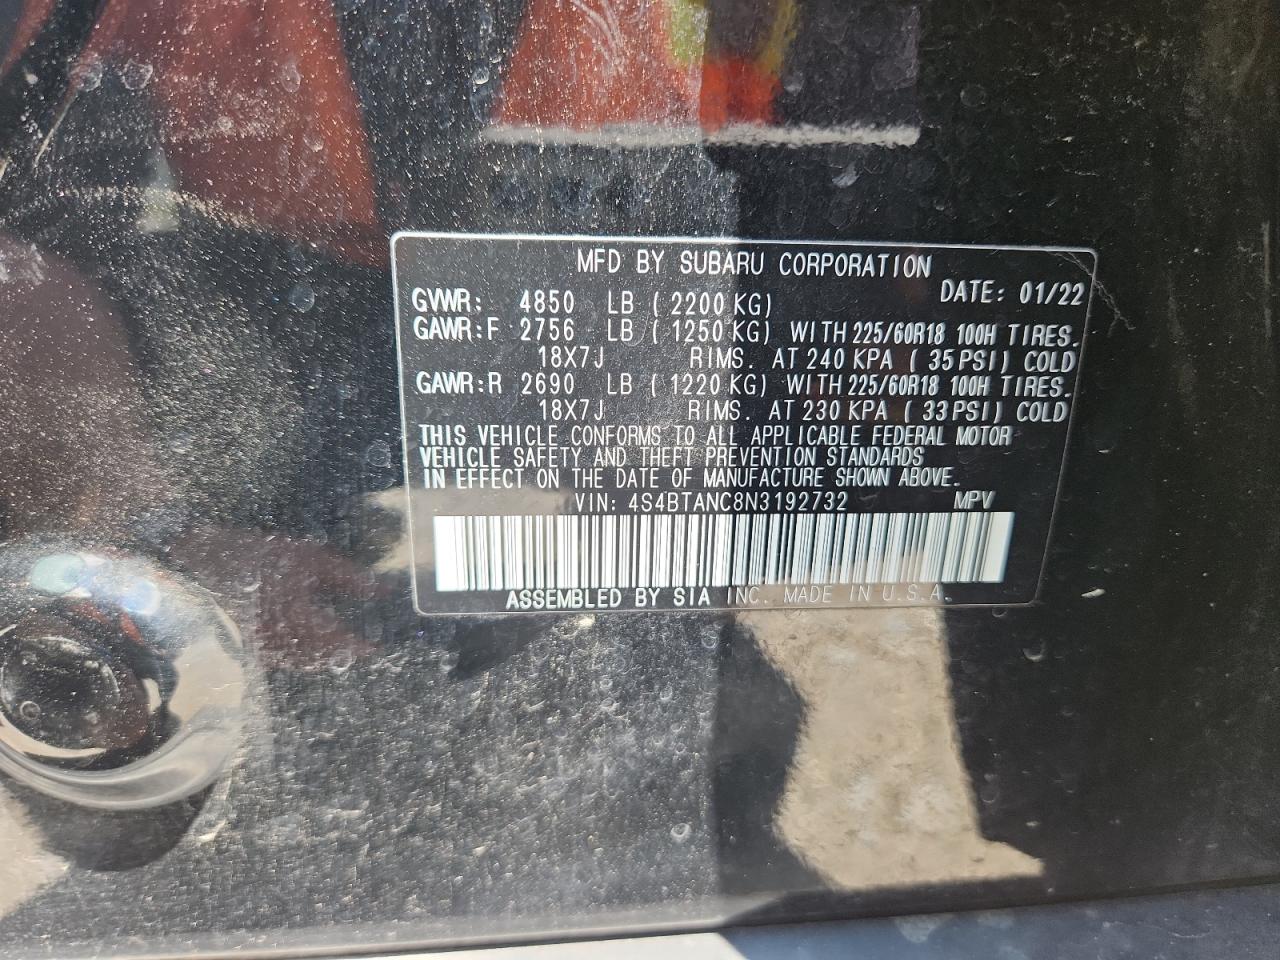 MFD BY SUBARU CORPORATION
DATE: 01/22
GVWR: 4850 LB (2200 KG)
GAWR:F 2756 LB (1250 KG) WITH 225/60R18 100H TIRES.
18X7J RIMS. AT 240 KPA (35 PSI) COLD
GAWR:R 2690 LB (1220 KG) WITH 225/60R18 100H TIRES.
18X7J RIMS. AT 230 KPA (33 PSI) COLD
THIS VEHICLE CONFORMS TO ALL APPLICABLE FEDERAL MOTOR
VEHICLE SAFETY AND THEFT PREVENTION STANDARDS
IN EFFECT ON THE DATE OF MANUFACTURE SHOWN ABOVE.
VIN: 4S4BTANC8N3192732 MPV
ASSEMBLED BY SIA INC. MADE IN U.S.A.